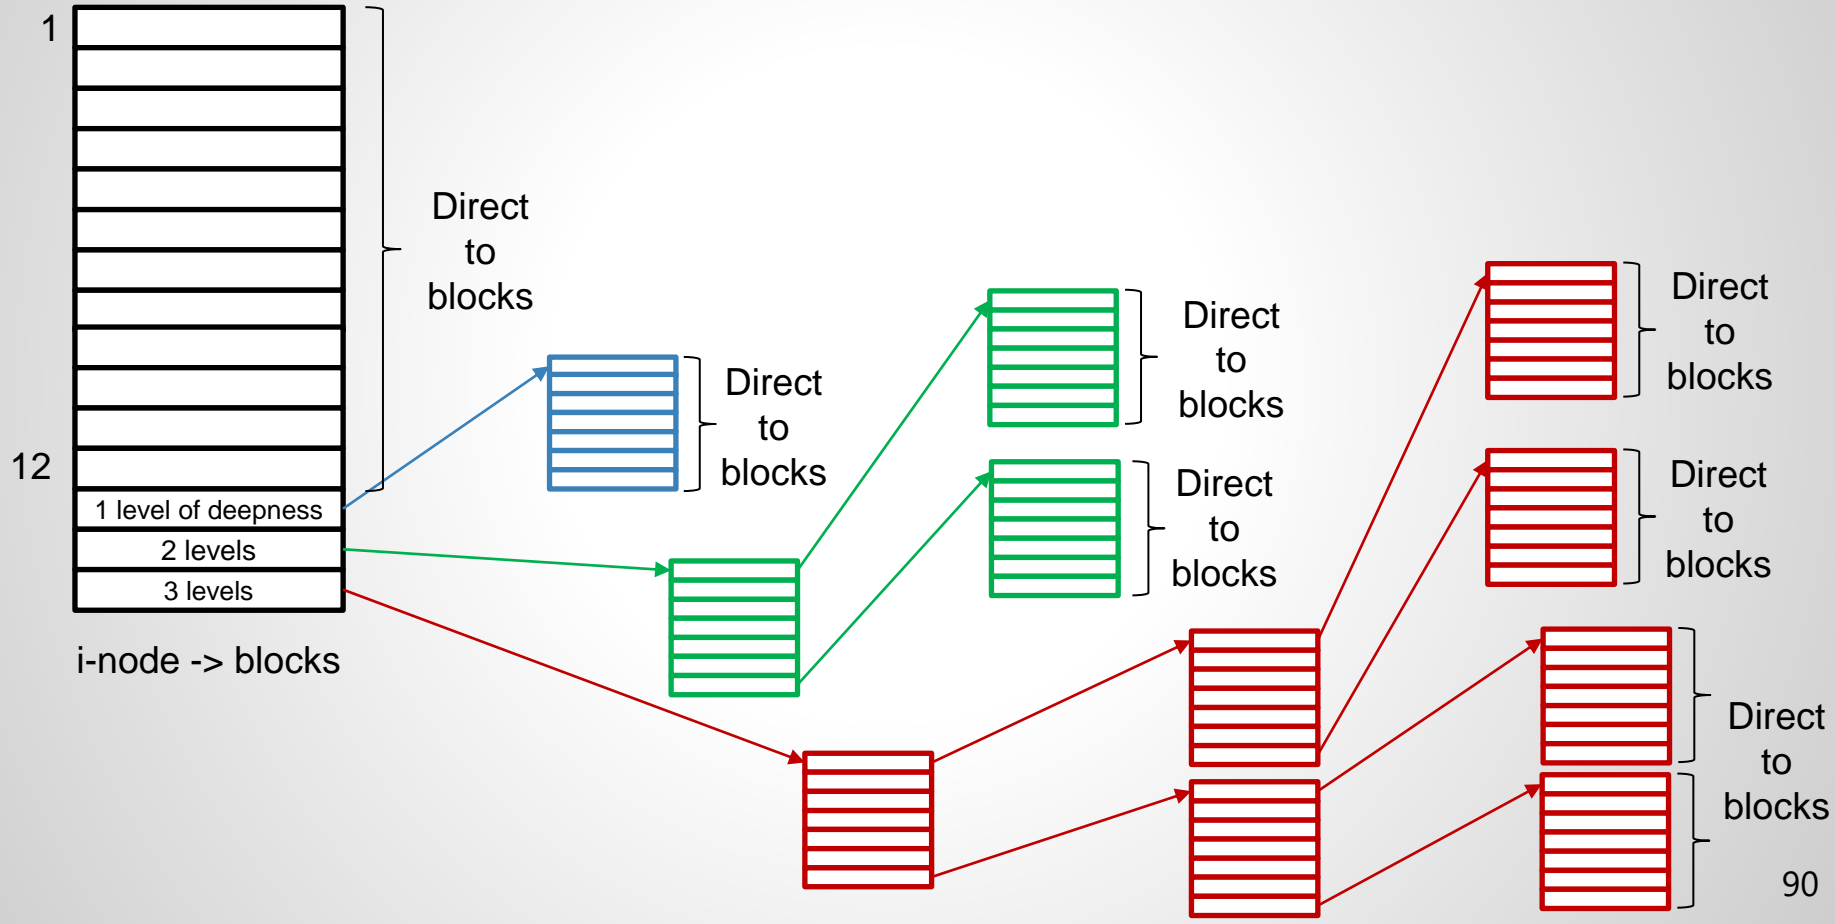 1
12
Direct
to
blocks
1 level of deepness
2 levels
3 levels
i-node -> blocks
Direct
to
blocks
Direct
to
blocks
Direct
to
blocks
Direct
to
blocks
Direct
to
blocks
Direct
to
blocks
90